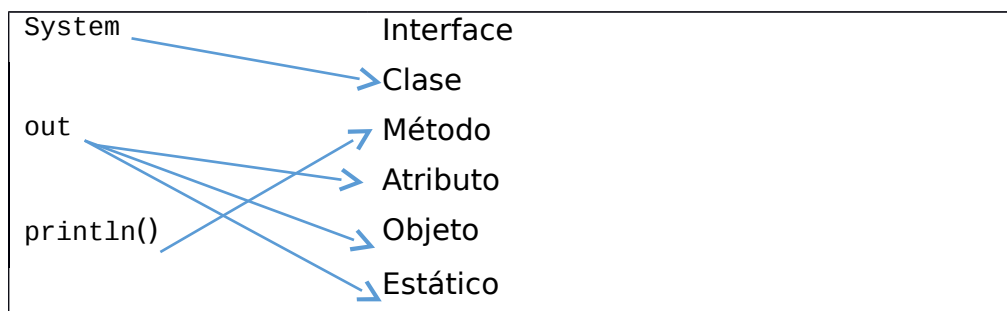 System Interface
Clase
out Método
Atributo
println() Objeto
Estático